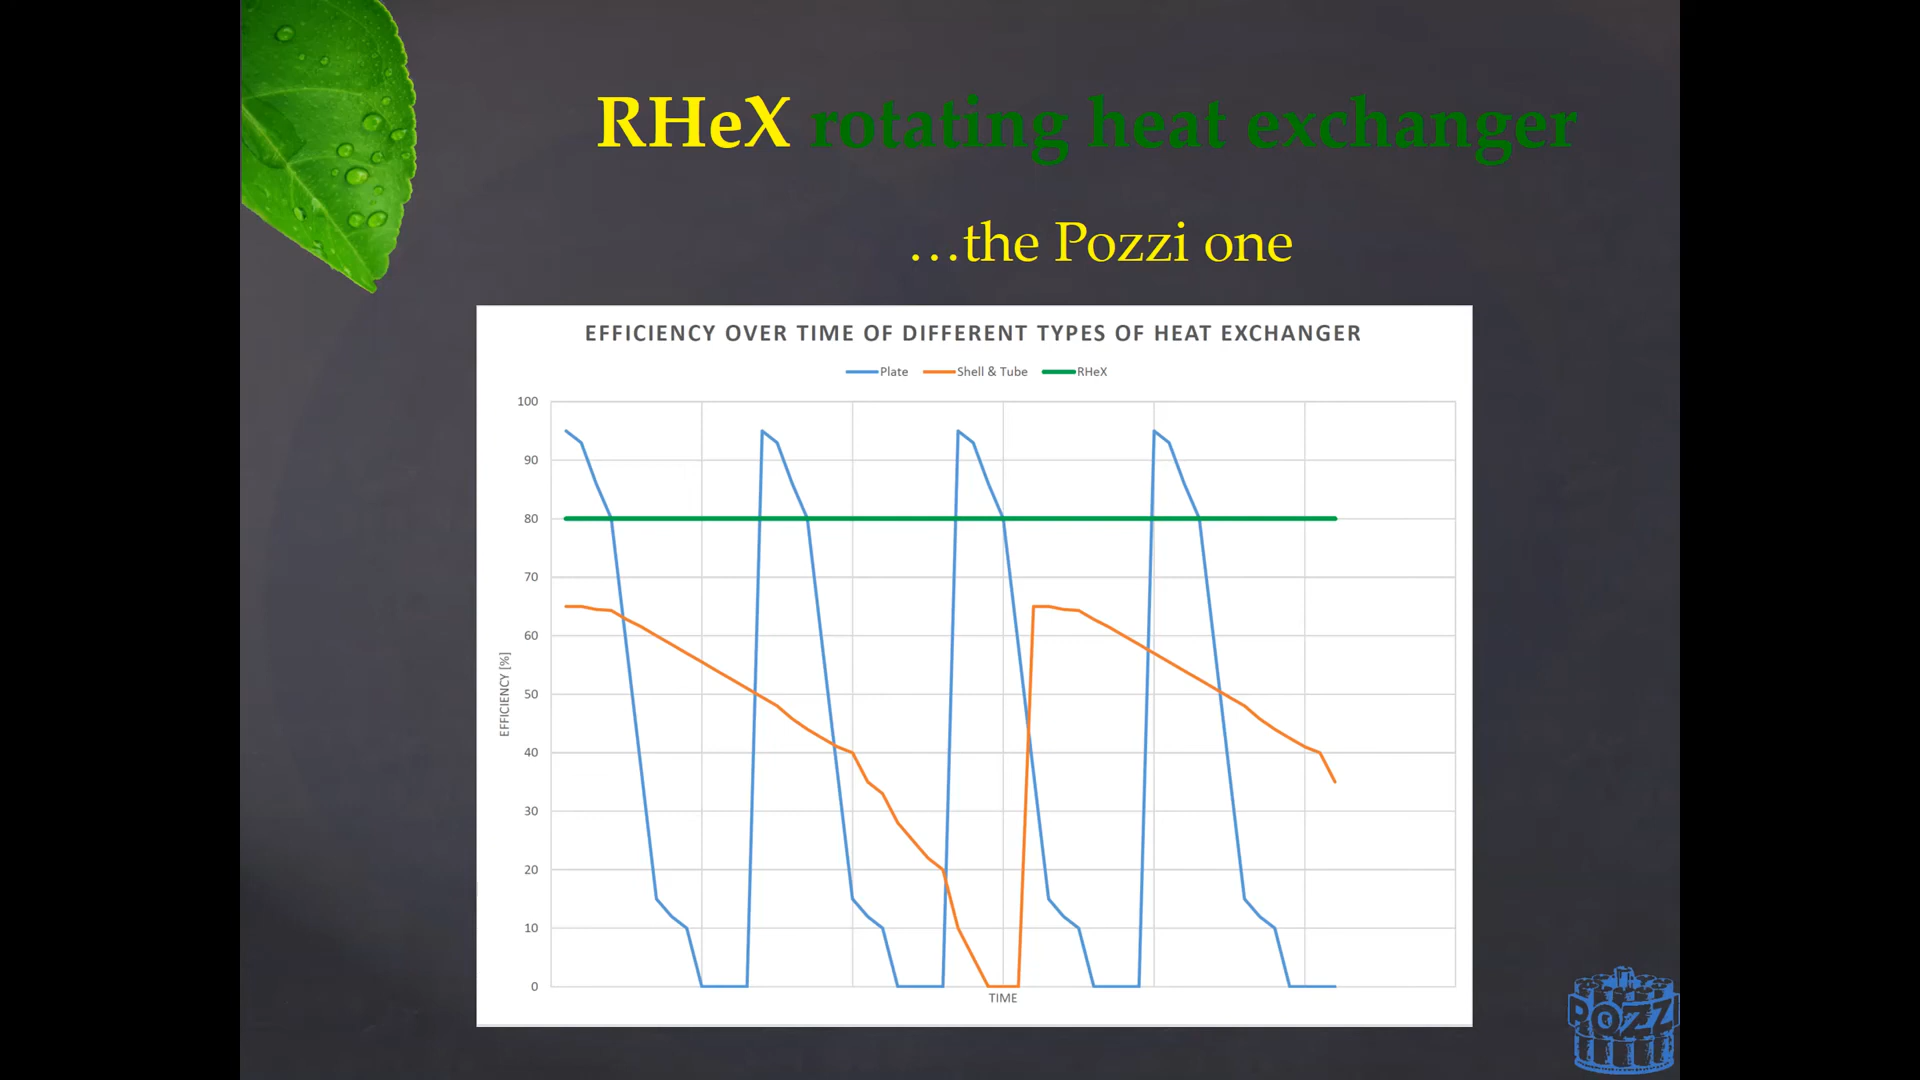 RHeX rotating heat exchanger
...the Pozzi one
EFFICIENCY OVER TIME OF DIFFERENT TYPES OF HEAT EXCHANGER
Plate Shell & Tube RHeX
100
90
80
70
60
50
40
30
20
10
0
EFFICIENCY [%]
TIME
POZZI